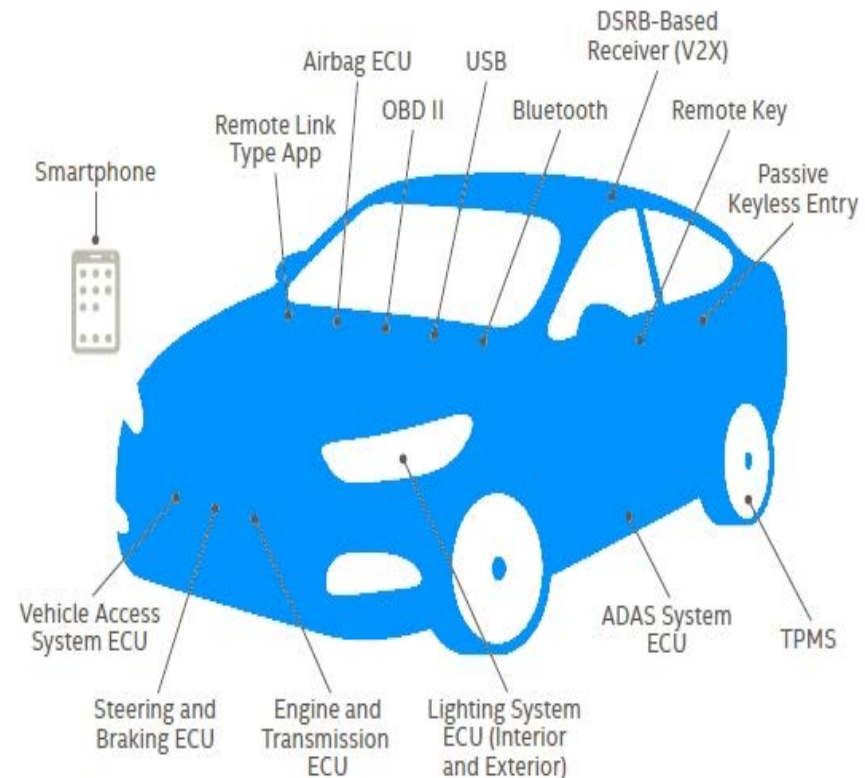 DSRB-Based
Receiver (V2X)
Airbag ECU
USB
OBD II
Bluetooth
Remote Key
Remote Link
Type App
Smartphone
Passive
Keyless Entry
Vehicle Access
System ECU
Steering and
Braking ECU
Engine and
Transmission
ECU
Lighting System
ECU (Interior
and Exterior)
ADAS System
ECU
TPMS